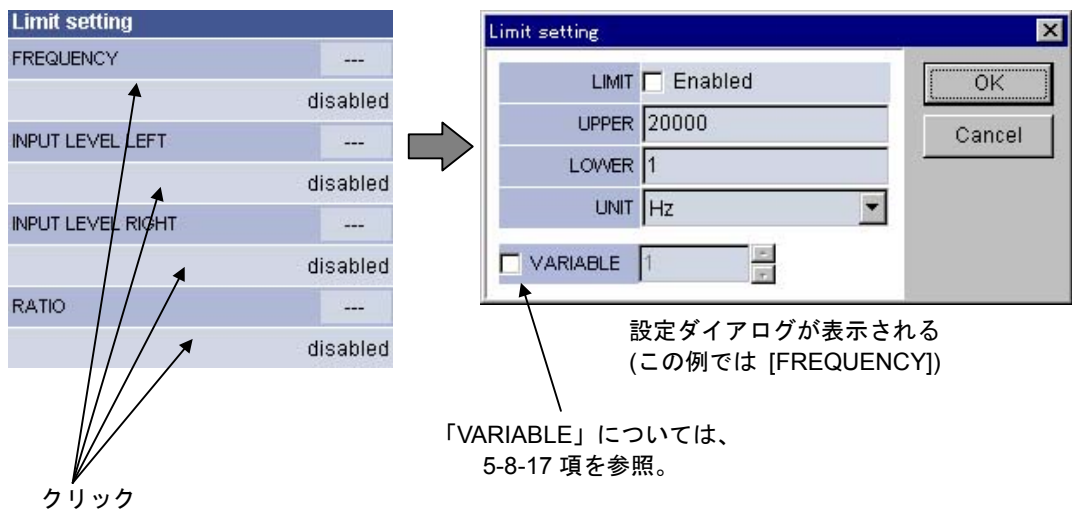 Limit setting
FREQUENCY ---
disabled
INPUT LEVEL LEFT ---
disabled
INPUT LEVEL RIGHT ---
disabled
RATIO ---
disabled
クリック
Limit setting
LIMIT Enabled
UPPER 20000
LOWER 1
UNIT Hz
VARIABLE 1
OK
Cancel
設定ダイアログが表示される
(この例では [FREQUENCY])
「VARIABLE」については、
5-8-17 項を参照。